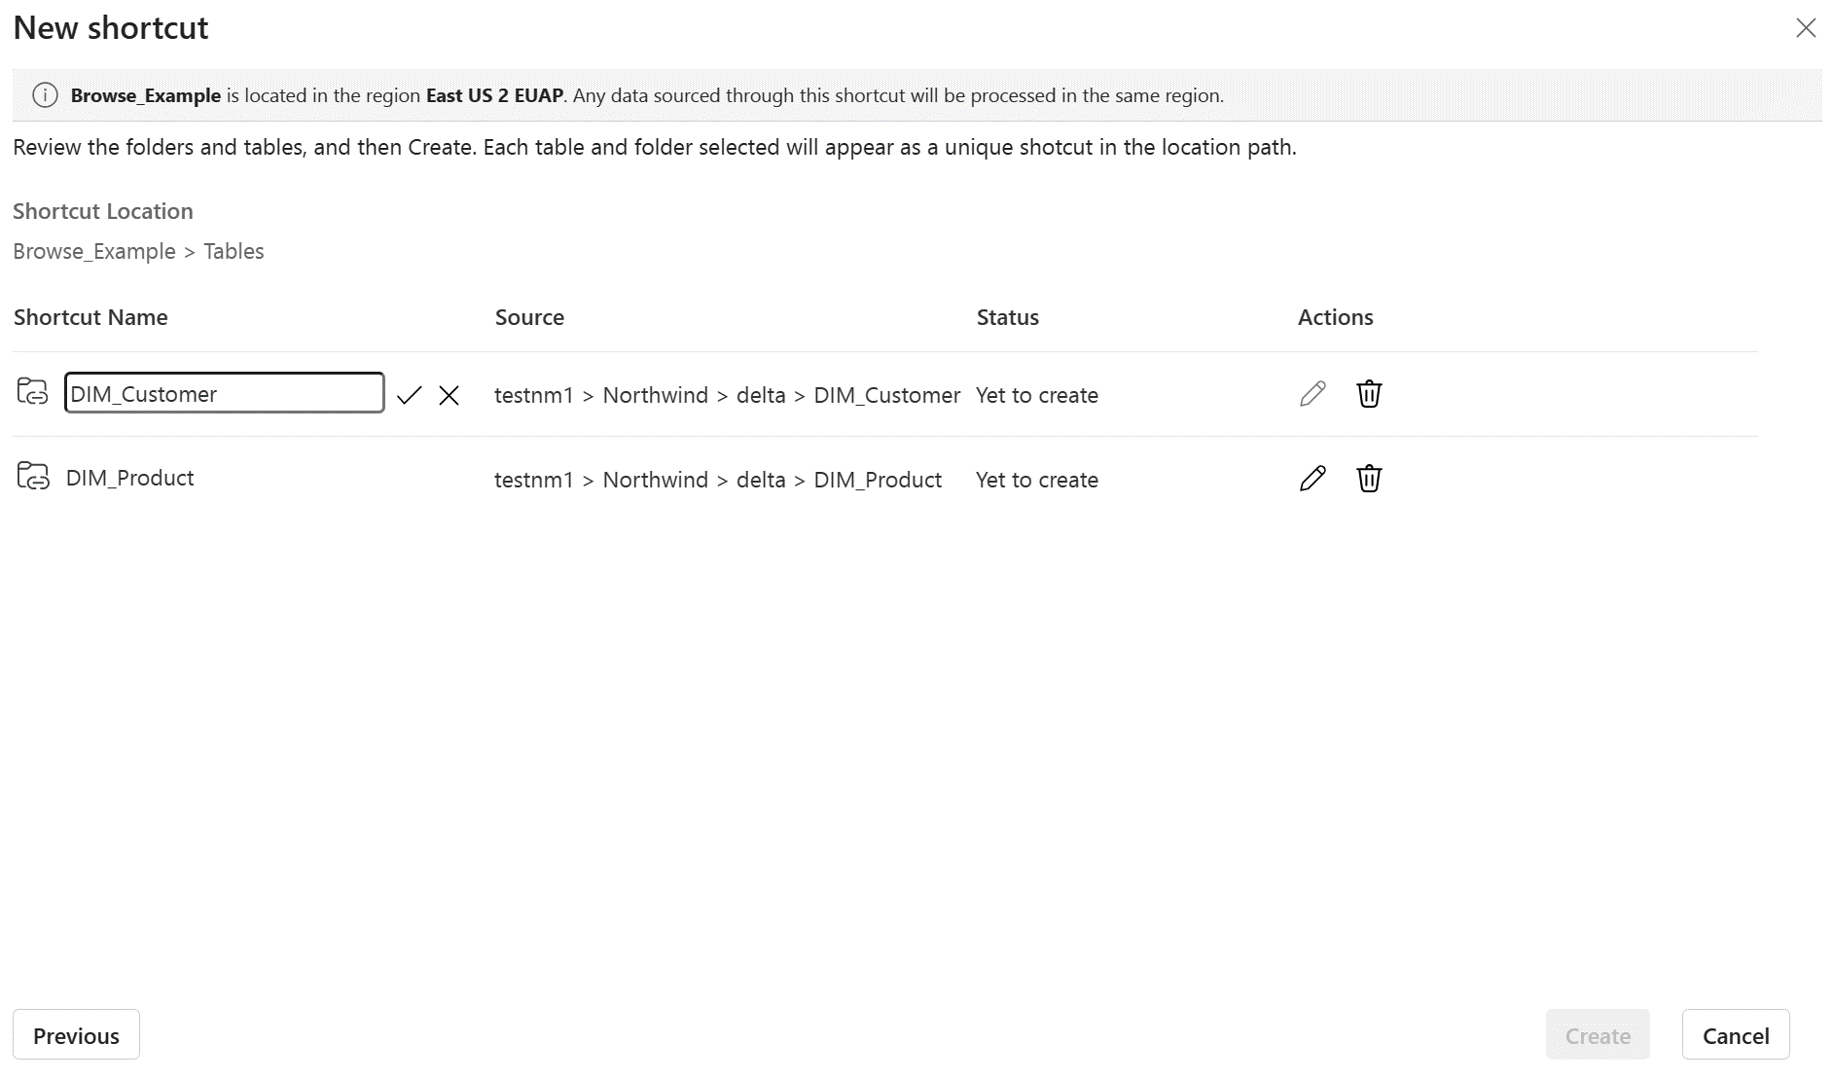 New shortcut
Browse_Example is located in the region East US 2 EUAP. Any data sourced through this shortcut will be processed in the same region.
Review the folders and tables, and then Create. Each table and folder selected will appear as a unique shotcut in the location path.
Shortcut Location
Browse_Example > Tables
Shortcut Name Source Status Actions
DIM_Customer testnm1 > Northwind > delta > DIM_Customer Yet to create
DIM_Product testnm1 > Northwind > delta > DIM_Product Yet to create
Previous Create Cancel